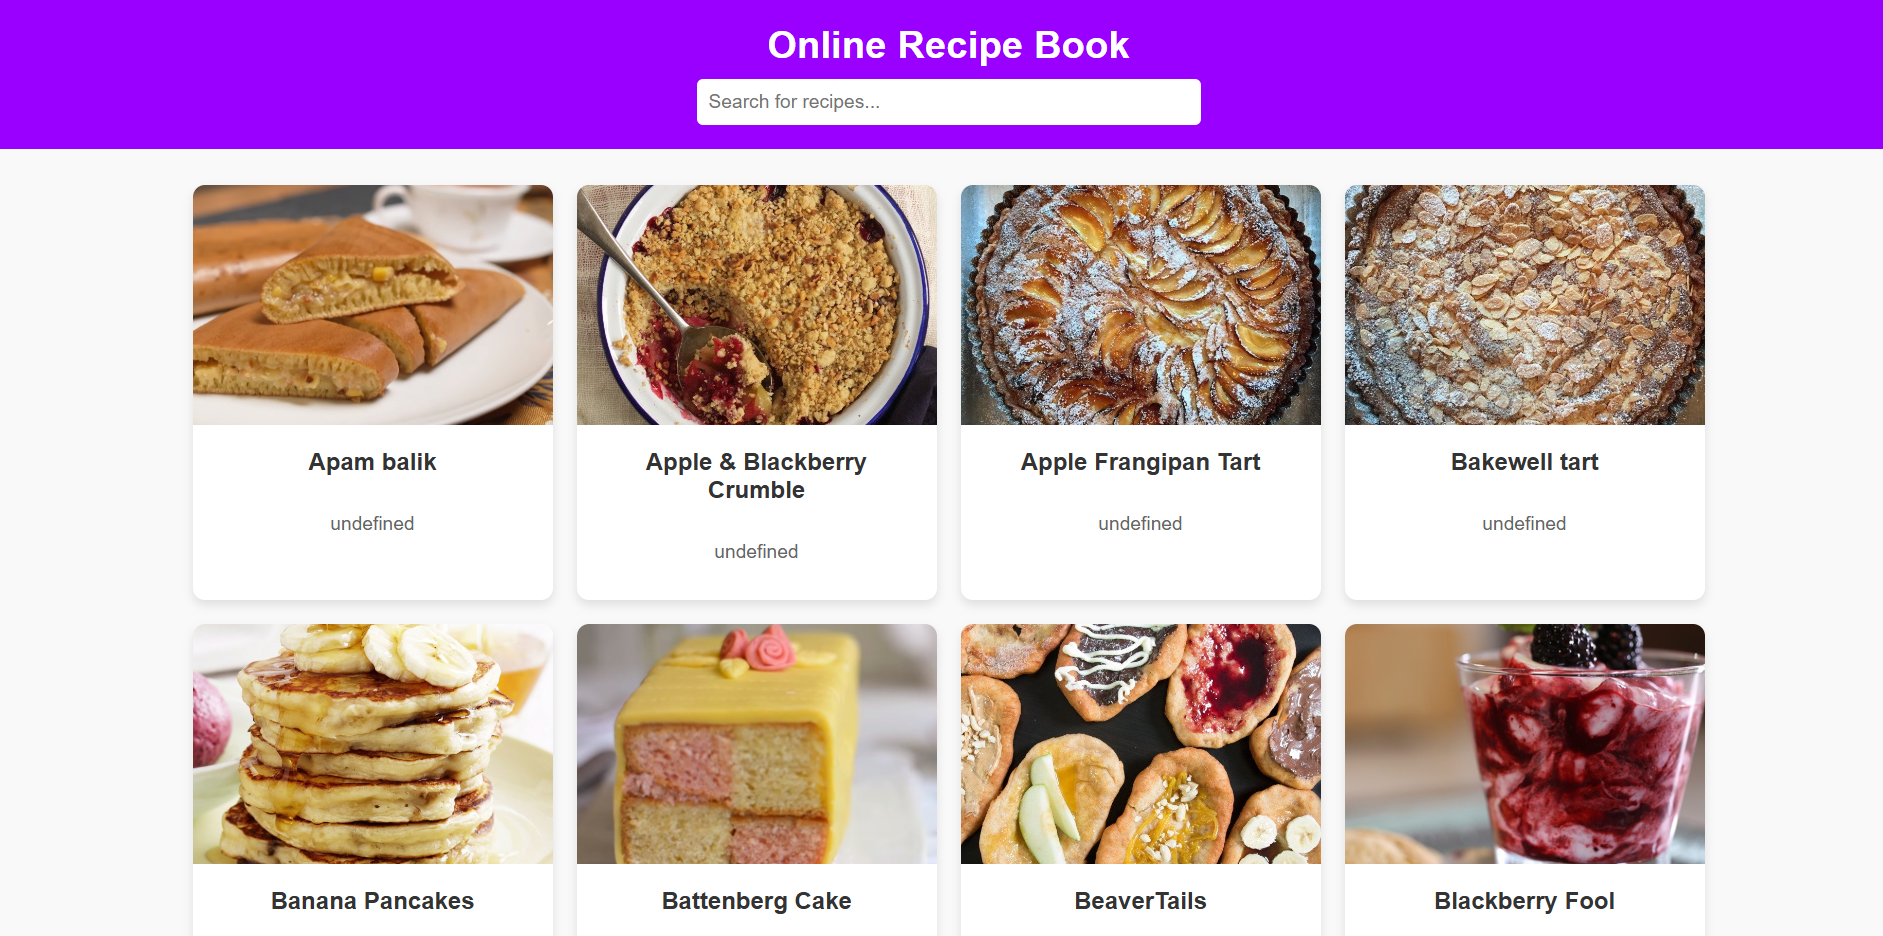 Online Recipe Book
Search for recipes...
Apam balik
undefined
Apple & Blackberry
Crumble
undefined
Apple Frangipan Tart
undefined
Bakewell tart
undefined
Banana Pancakes
Battenberg Cake
BeaverTails
Blackberry Fool